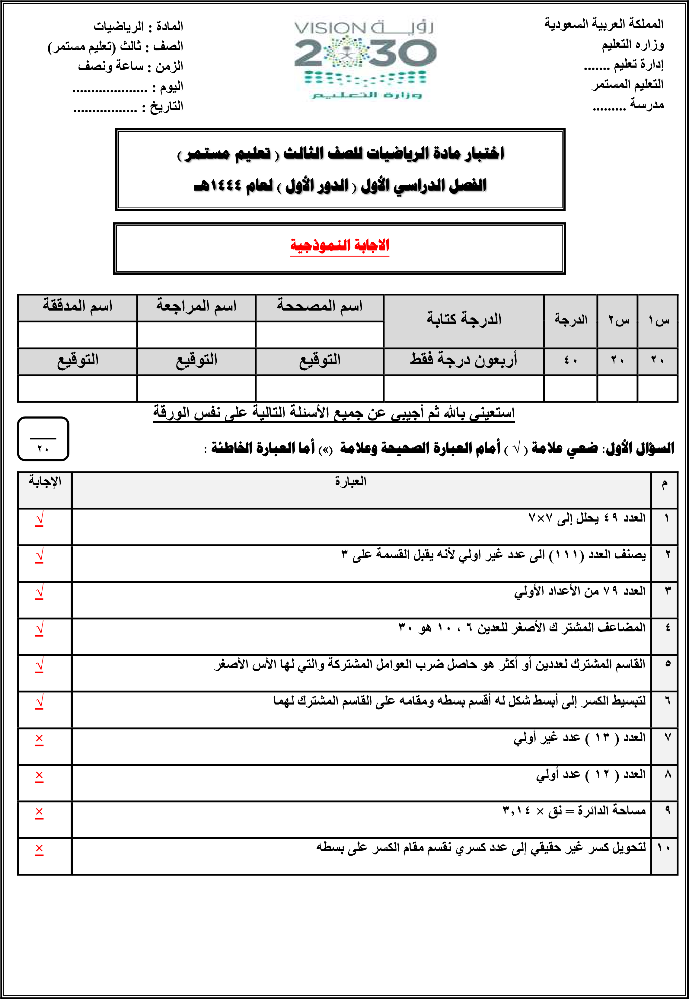 المملكة العربية السعودية
وزاره التعليم
إدارة تعليم .......
التعليم المستمر
مدرسة .........
VISION رؤيـــــة
2030
وزارة التعليم
المادة : الرياضيات
الصف : ثالث (تعليم مستمر)
الزمن : ساعة ونصف
اليوم : ....................
التاريخ : .................
اختبار مادة الرياضيات للصف الثالث ( تعليم مستمر )
الفصل الدراسي الأول ( الدور الأول ) لعام ١٤٤٤هـ
الاجابة النموذجية
س١ س٢ الدرجة الدرجة كتابة اسم المصححة اسم المراجعة اسم المدققة
٢٠ ٢٠ ٤٠ أربعون درجة فقط التوقيع التوقيع التوقيع
استعيني بالله ثم أجيبي عن جميع الأسئلة التالية على نفس الورقة
٢٠
السؤال الأول: ضعي علامة ( √ ) أمام العبارة الصحيحة وعلامة (») أما العبارة الخاطئة :
م العبارة الإجابة
١ العدد ٤٩ يحلل إلى ٧×٧ √
٢ يصنف العدد (١١١) الى عدد غير اولي لأنه يقبل القسمة على ٣ √
٣ العدد ٧٩ من الأعداد الأولي √
٤ المضاعف المشتر ك الأصغر للعدين ٦ ، ١٠ هو ٣٠ √
٥ القاسم المشترك لعددين أو أكثر هو حاصل ضرب العوامل المشتركة والتي لها الأس الأصغر √
٦ لتبسيط الكسر إلى أبسط شكل له أقسم بسطه ومقامه على القاسم المشترك لهما √
٧ العدد ( ١٣ ) عدد غير أولي ×
٨ العدد ( ١٢ ) عدد أولي ×
٩ مساحة الدائرة = نق × ٣,١٤ ×
١٠ لتحويل كسر غير حقيقي إلى عدد كسري نقسم مقام الكسر على بسطه ×